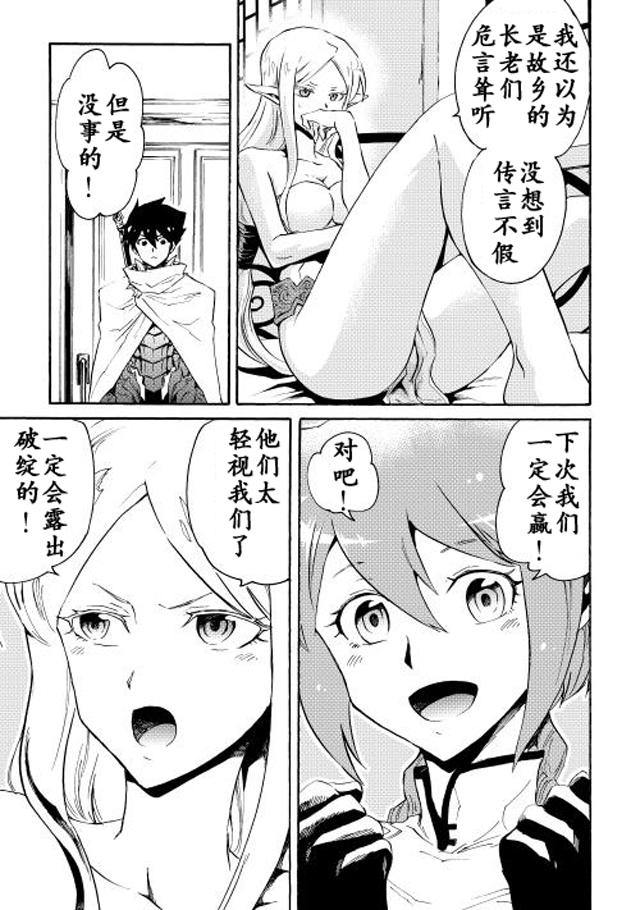 我还以为
是故乡的
长老们
危言耸听
没想到
传言不假
但是
没事的！
下次我们
一定会赢！
对吧！
他们太
轻视我们了
一定会露出
破绽的！